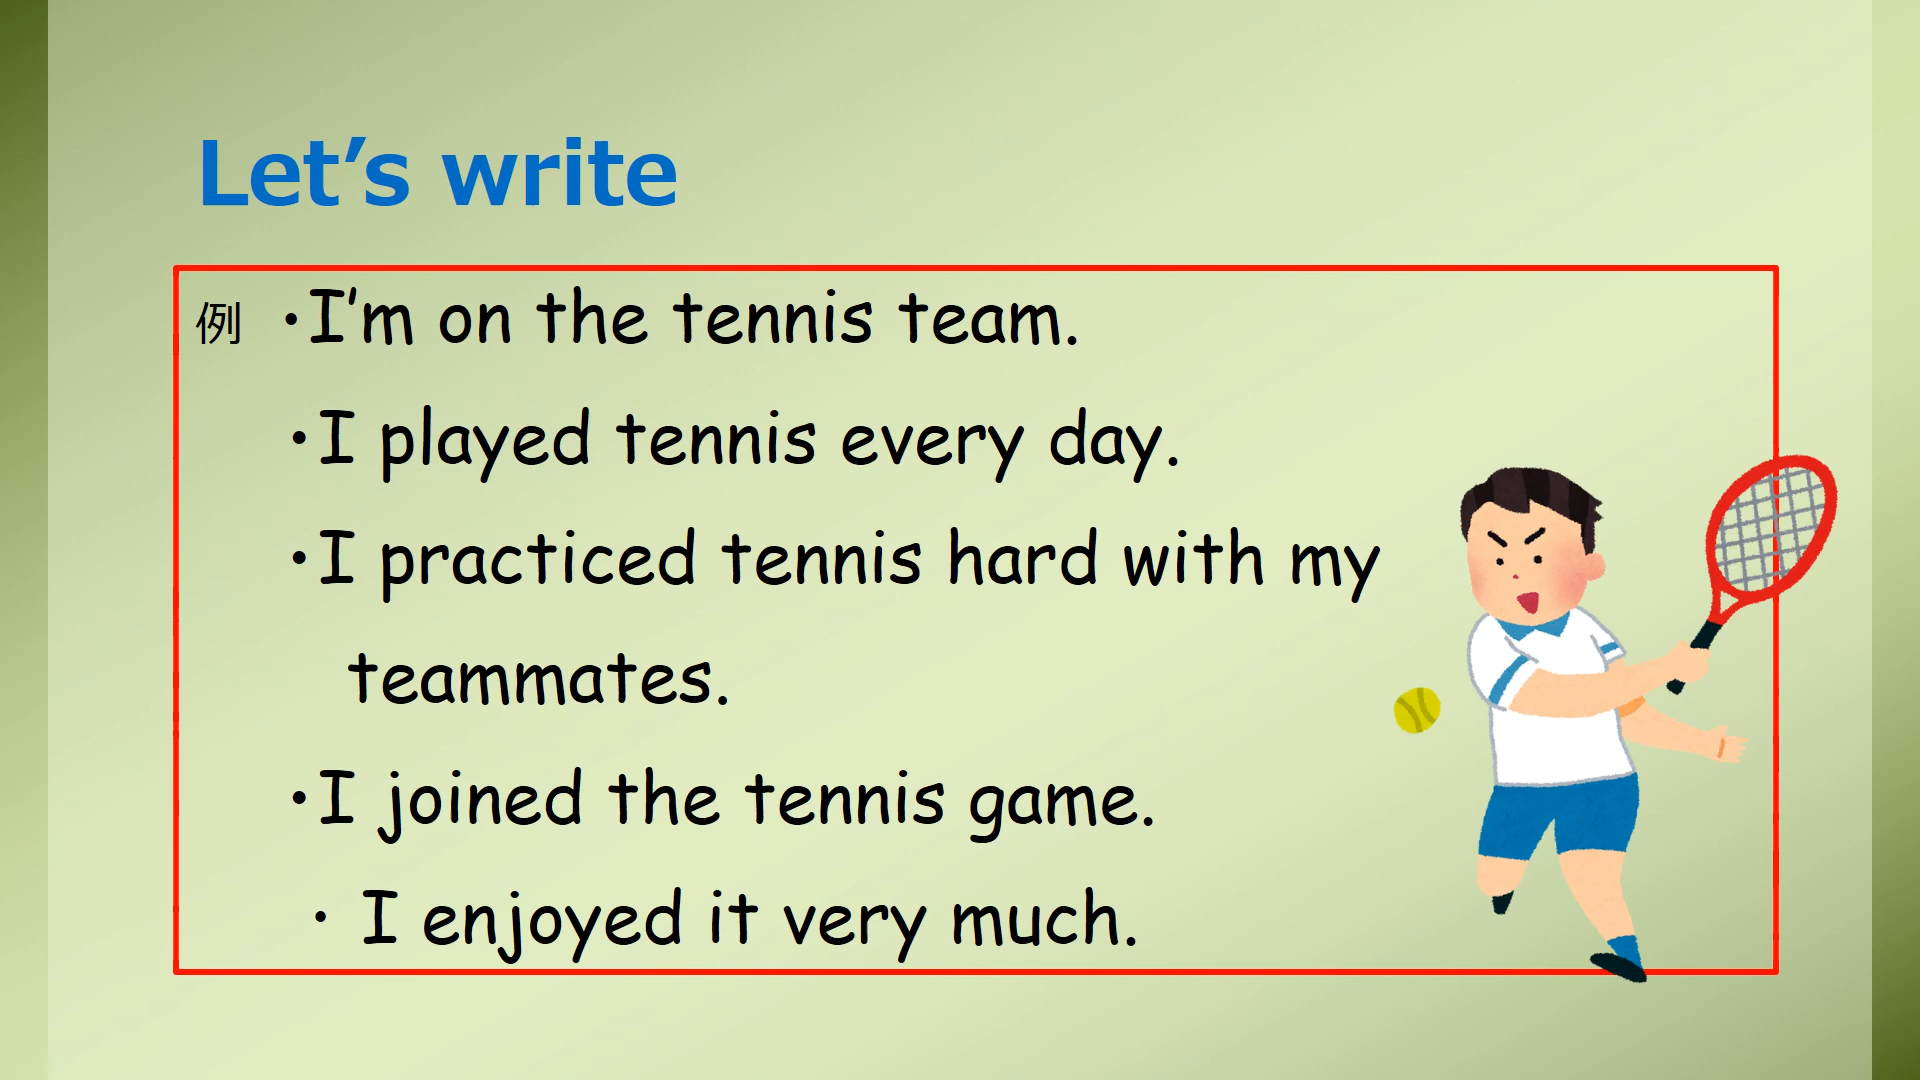 Let's write
例 ・I'm on the tennis team.
・I played tennis every day.
・I practiced tennis hard with my
teammates.
・I joined the tennis game.
・ I enjoyed it very much.